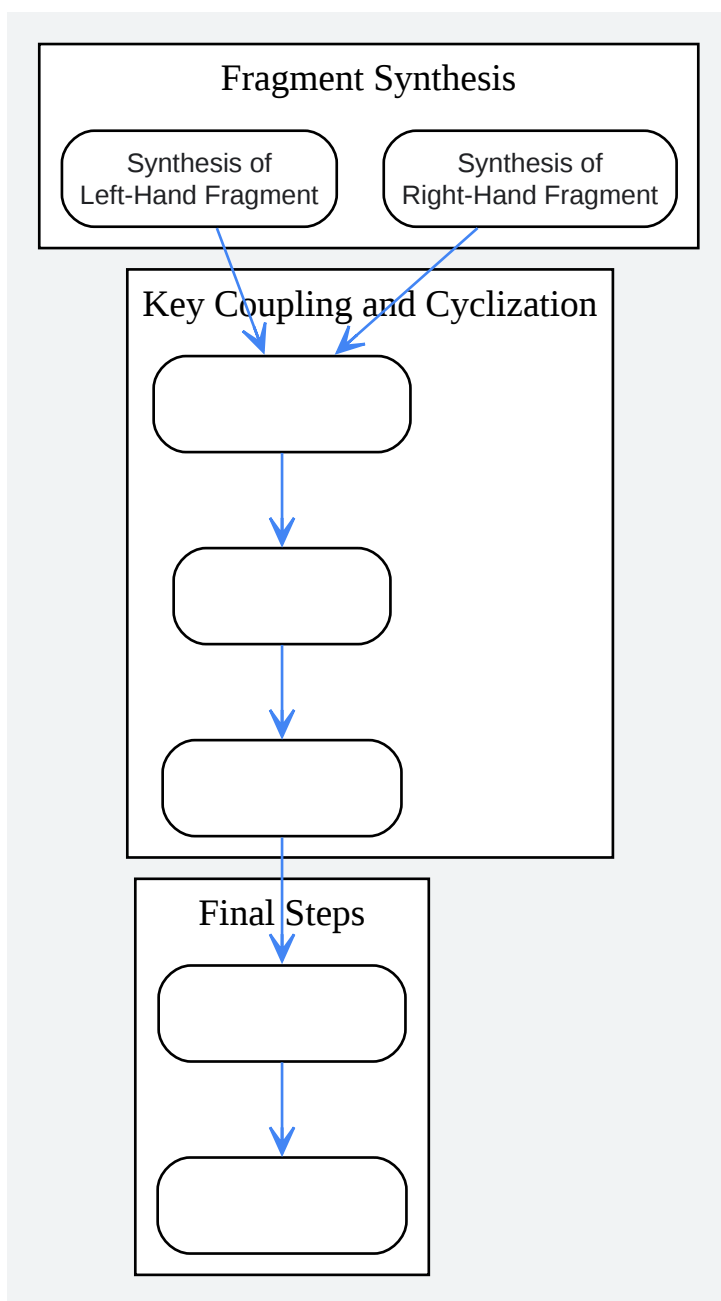 Fragment Synthesis
Synthesis of
Left-Hand Fragment
Synthesis of
Right-Hand Fragment
Key Coupling and Cyclization
Final Steps